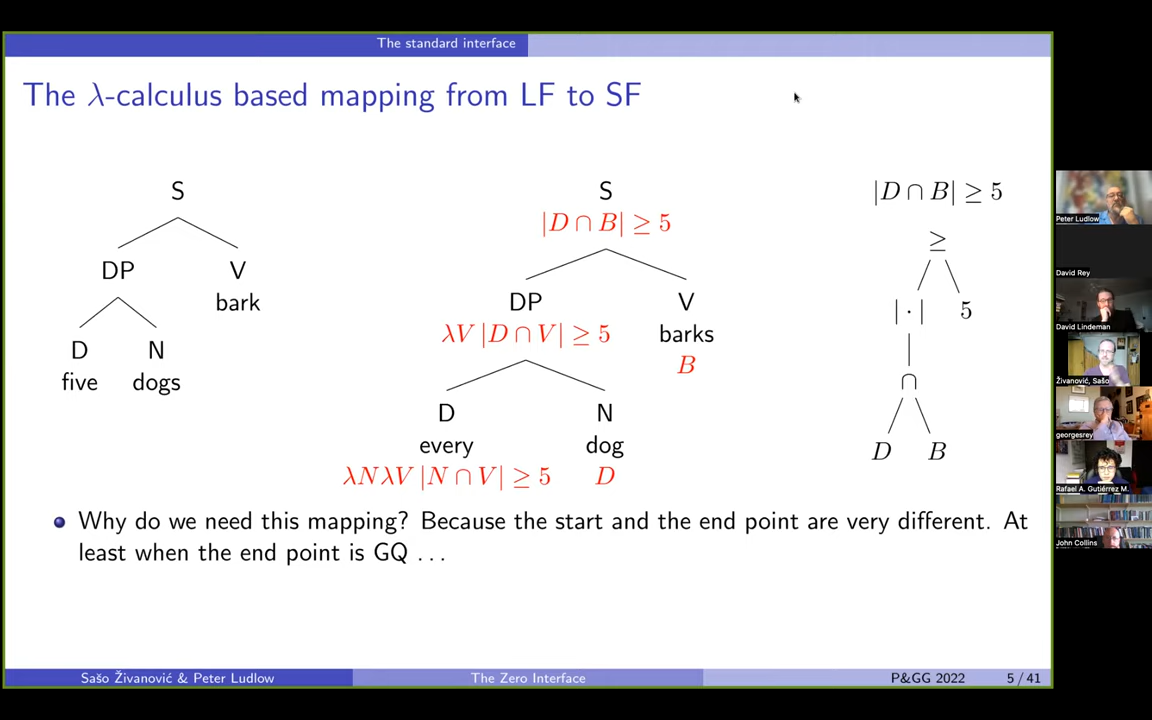 The standard interface
The λ-calculus based mapping from LF to SF
S
DP V
bark
D N
five dogs
S
|D ∩ B| ≥ 5
DP V
λV |D ∩ V| ≥ 5 barks
B
D N
every dog
λNλV |N ∩ V| ≥ 5 D
|D ∩ B| ≥ 5
≥
| · | 5
∩
D B
Why do we need this mapping? Because the start and the end point are very different. At
least when the end point is GQ . . .
Sašo Živanović & Peter Ludlow The Zero Interface P&GG 2022 5 / 41
Peter Ludlow
David Rey
David Lindeman
Živanović, Sašo
georgesrey
Rafael A. Gutiérrez M.
John Collins